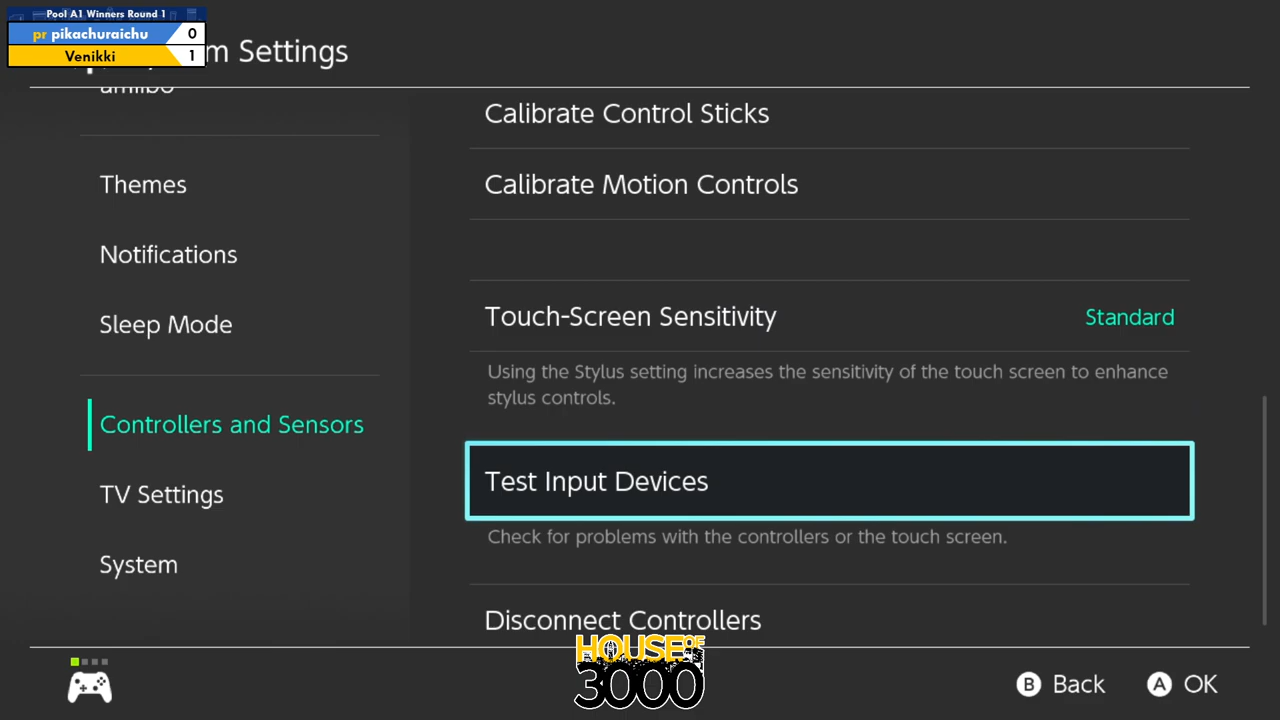 Pool A1 Winners Round 1
pr pikachuraichu 0
Venikki 1
m Settings
amiibo
Themes
Notifications
Sleep Mode
Controllers and Sensors
TV Settings
System
Calibrate Control Sticks
Calibrate Motion Controls
Touch-Screen Sensitivity Standard
Using the Stylus setting increases the sensitivity of the touch screen to enhance
stylus controls.
Test Input Devices
Check for problems with the controllers or the touch screen.
Disconnect Controllers
HOUSE OF
3000
B Back A OK